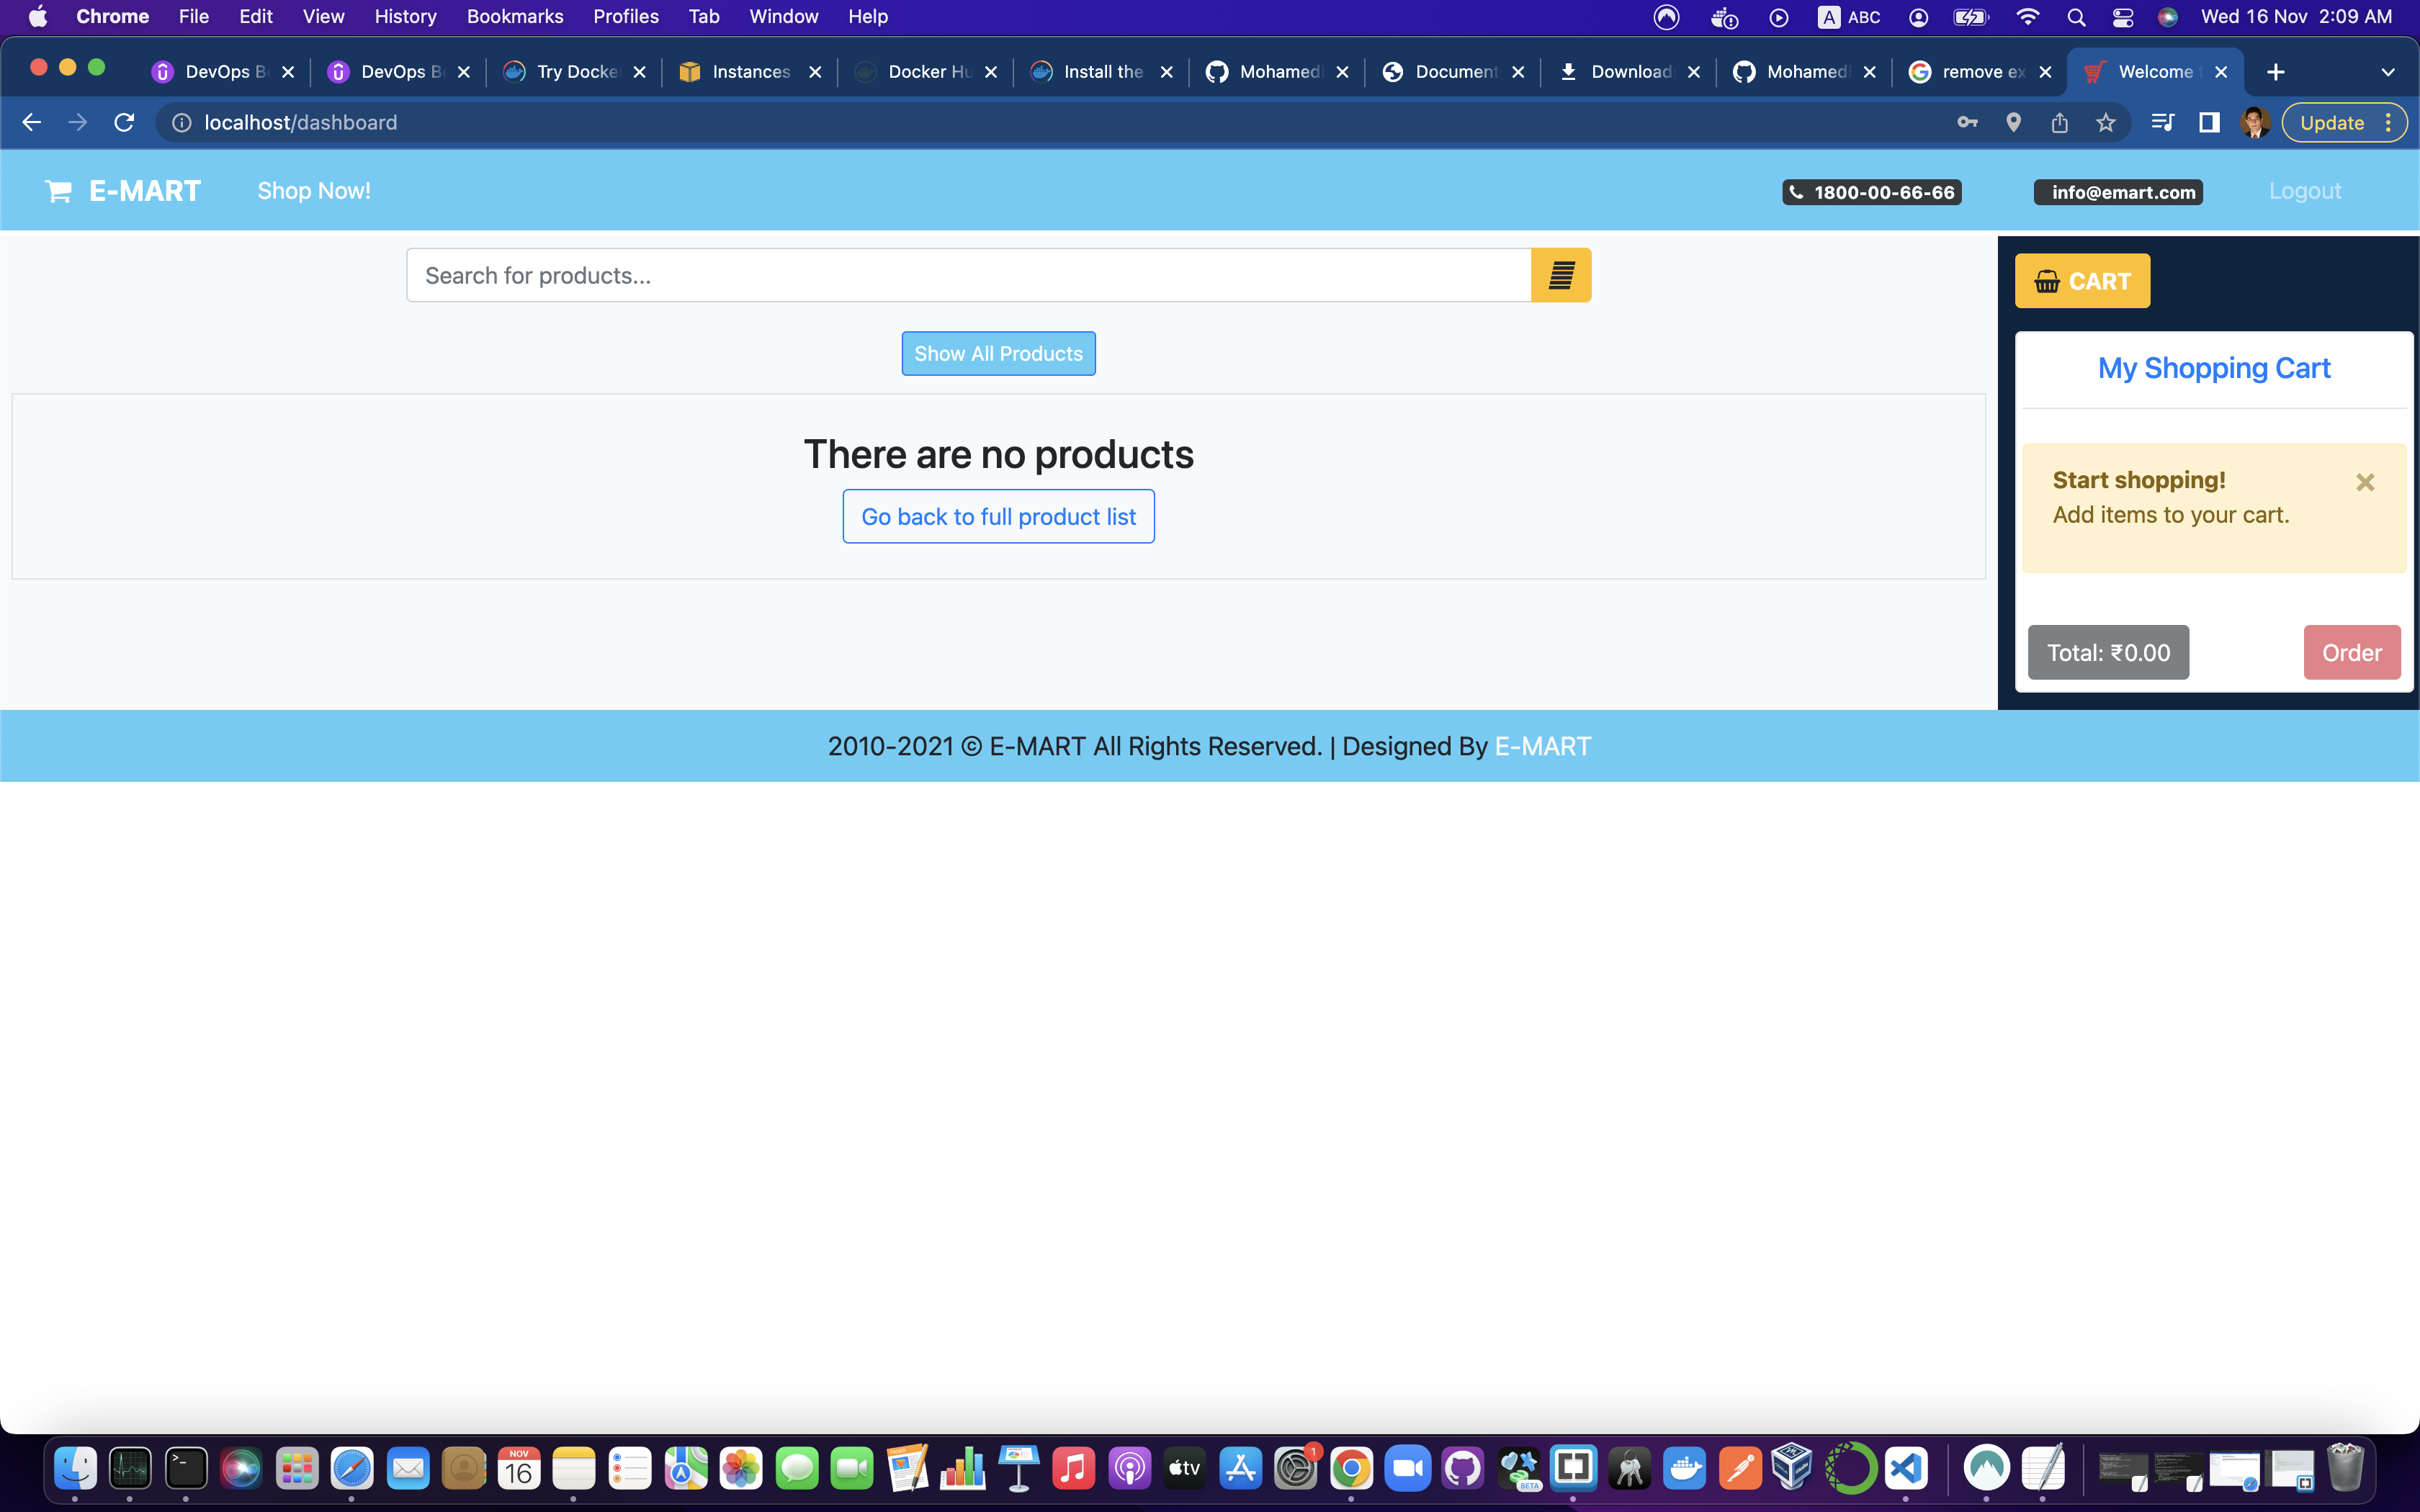 Chrome File Edit View History Bookmarks Profiles Tab Window Help A ABC Wed 16 Nov 2:09 AM
DevOps B DevOps B Try Docke Instances Docker Hu Install the Mohamed Document Download Mohamed remove ex Welcome
localhost/dashboard Update
E-MART Shop Now! 1800-00-66-66 info@emart.com Logout
Search for products...
CART
Show All Products
My Shopping Cart
There are no products
Go back to full product list
Start shopping!
Add items to your cart.
Total: ₹0.00 Order
2010-2021 © E-MART All Rights Reserved. | Designed By E-MART
NOV
16
tv
1
BETA